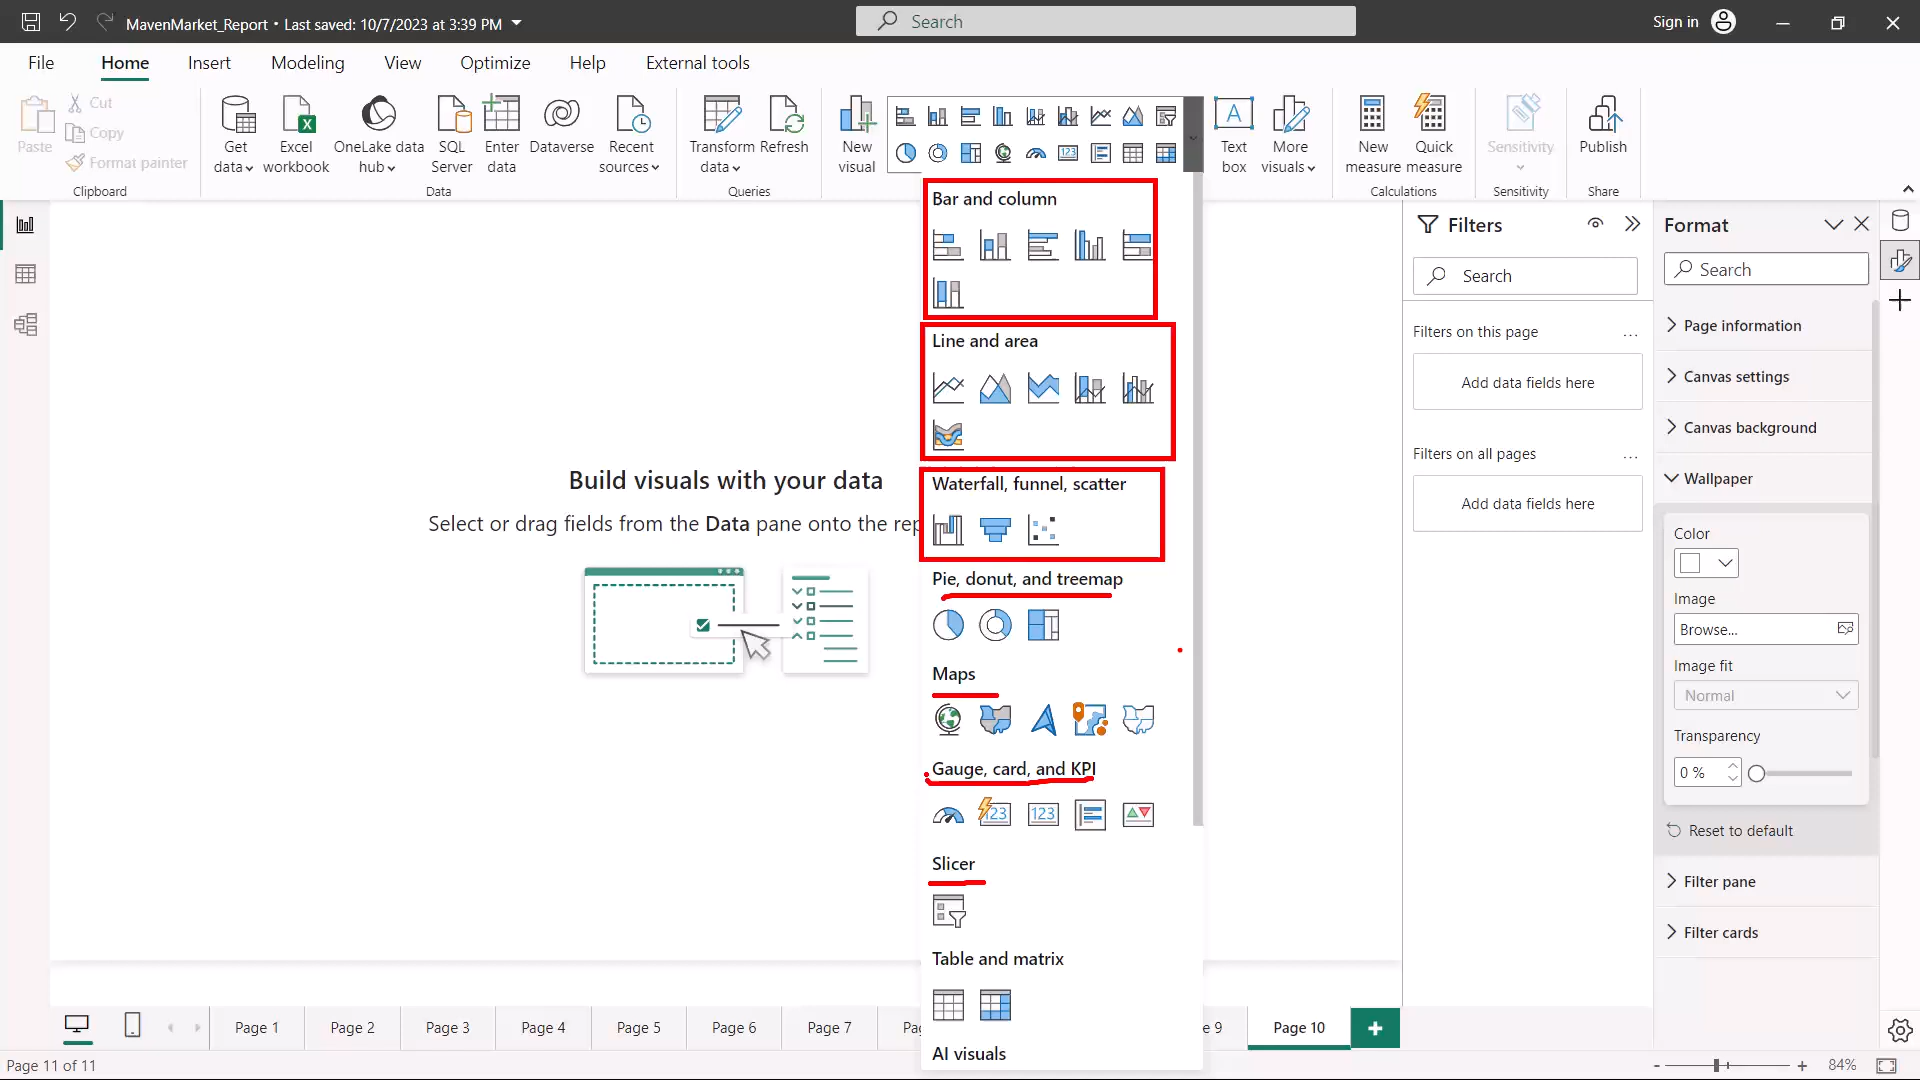 MavenMarket_Report • Last saved: 10/7/2023 at 3:39 PM
Search
Sign in
File
Home
Insert
Modeling
View
Optimize
Help
External tools
Paste
Cut
Copy
Format painter
Clipboard
Get data
Excel workbook
OneLake data hub
SQL Server
Enter data
Dataverse
Recent sources
Data
Transform data
Refresh
Queries
New visual
Text box
More visuals
New measure
Quick measure
Calculations
Sensitivity
Sensitivity
Publish
Share
Bar and column
Line and area
Waterfall, funnel, scatter
Pie, donut, and treemap
Maps
Gauge, card, and KPI
123
123
Slicer
Table and matrix
AI visuals
Build visuals with your data
Select or drag fields from the Data pane onto the rep
Filters
Search
Filters on this page
...
Add data fields here
Filters on all pages
...
Add data fields here
Format
Search
Page information
Canvas settings
Canvas background
Wallpaper
Color
Image
Browse...
Image fit
Normal
Transparency
0 %
Reset to default
Filter pane
Filter cards
Page 1
Page 2
Page 3
Page 4
Page 5
Page 6
Page 7
Pa
e 9
Page 10
Page 11 of 11
84%